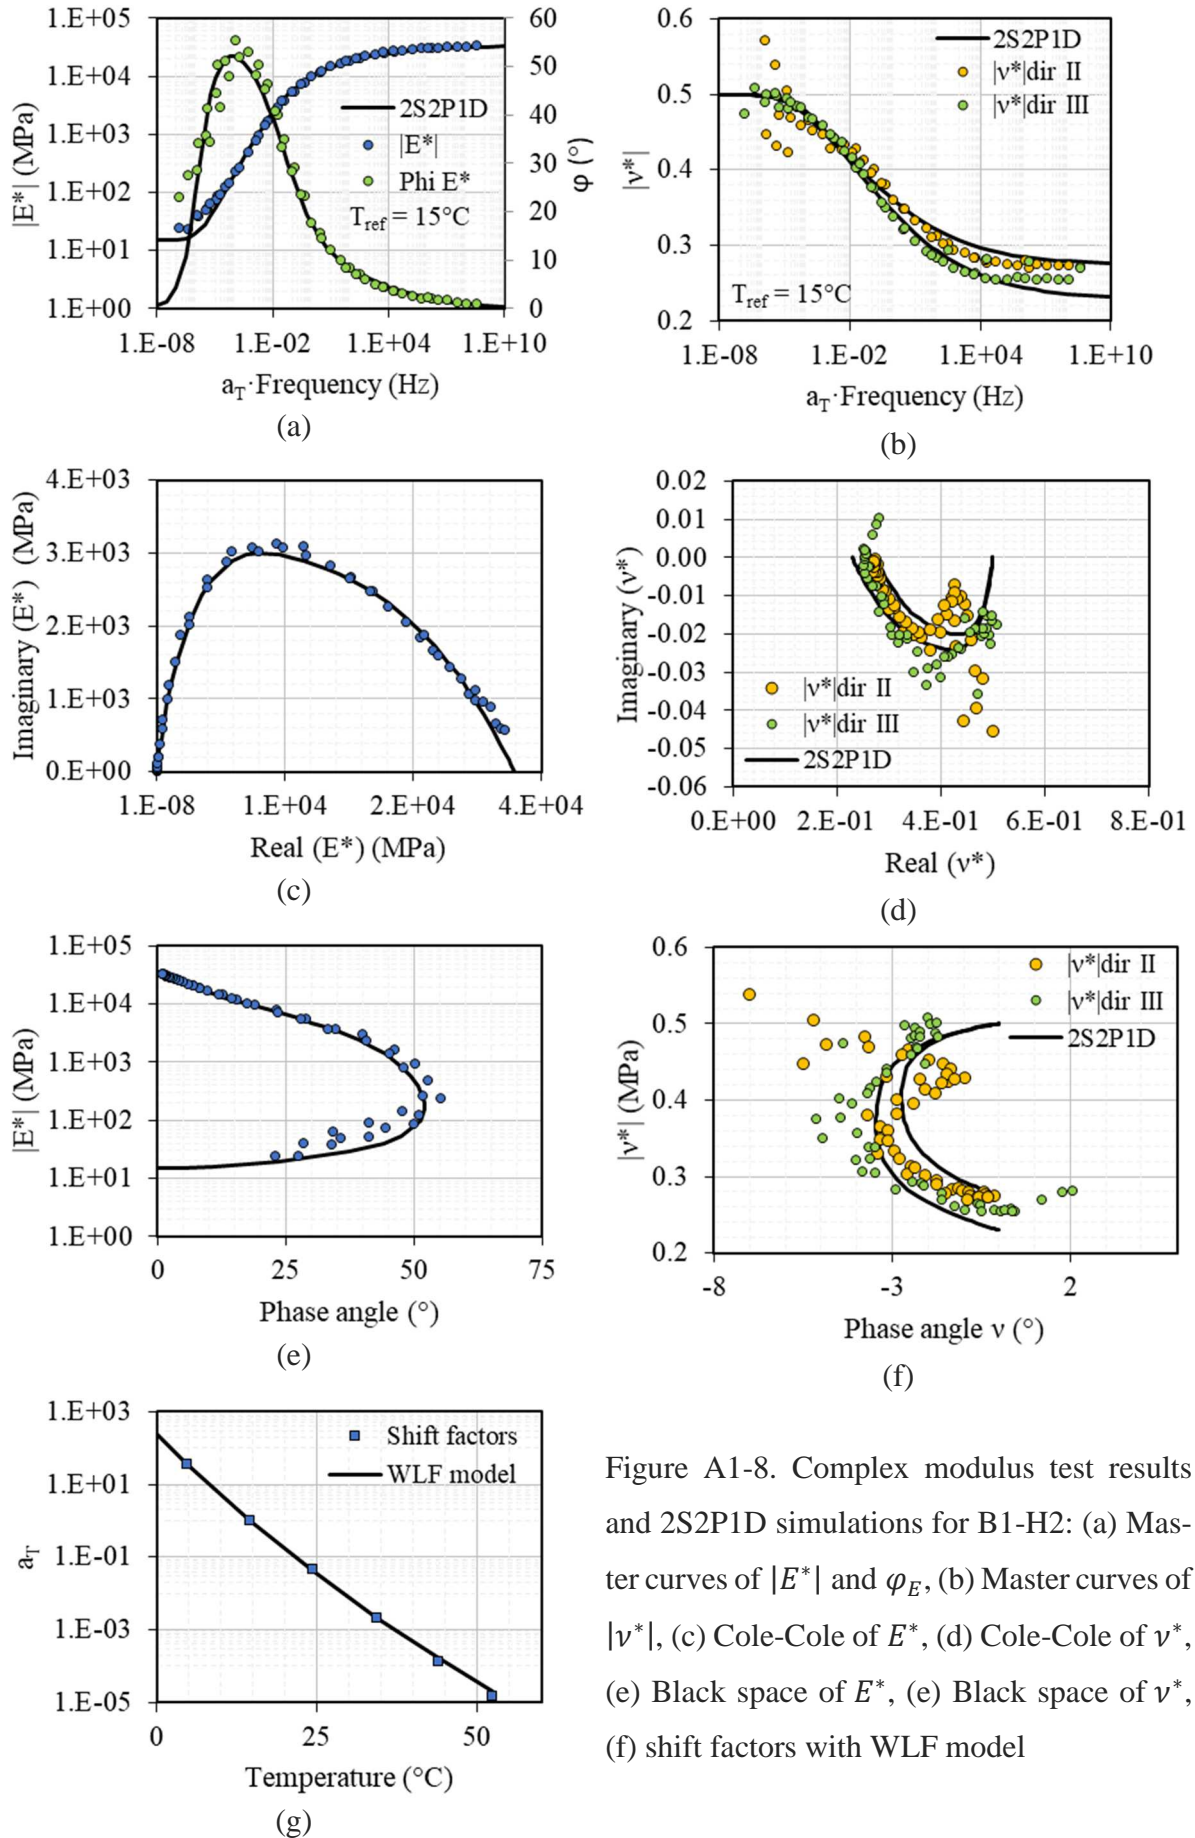 1.E+05
1.E+04
1.E+03
1.E+02
1.E+01
1.E+00
|E*| (MPa)
60
50
40
30
20
10
0
φ (°)
2S2P1D
|E*|
Phi E*
T_ref = 15°C
1.E-08 1.E-02 1.E+04 1.E+10
a_T·Frequency (Hz)
(a)
0.6
0.5
0.4
0.3
0.2
|ν*|
2S2P1D
|ν*|dir II
|ν*|dir III
T_ref = 15°C
1.E-08 1.E-02 1.E+04 1.E+10
a_T·Frequency (Hz)
(b)
4.E+03
3.E+03
2.E+03
1.E+03
0.E+00
Imaginary (E*) (MPa)
1.E-08 1.E+04 2.E+04 4.E+04
Real (E*) (MPa)
(c)
0.02
0.01
0.00
-0.01
-0.02
-0.03
-0.04
-0.05
-0.06
Imaginary (ν*)
|ν*|dir II
|ν*|dir III
2S2P1D
0.E+00 2.E-01 4.E-01 6.E-01 8.E-01
Real (ν*)
(d)
1.E+05
1.E+04
1.E+03
1.E+02
1.E+01
1.E+00
|E*| (MPa)
0 25 50 75
Phase angle (°)
(e)
0.6
0.5
0.4
0.3
0.2
|ν*| (MPa)
|ν*|dir II
|ν*|dir III
2S2P1D
-8 -3 2
Phase angle ν (°)
(f)
1.E+03
1.E+01
1.E-01
1.E-03
1.E-05
a_T
Shift factors
WLF model
0 25 50
Temperature (°C)
(g)
Figure A1-8. Complex modulus test results
and 2S2P1D simulations for B1-H2: (a) Mas-
ter curves of |E*| and φ_E, (b) Master curves of
|ν*|, (c) Cole-Cole of E*, (d) Cole-Cole of ν*,
(e) Black space of E*, (e) Black space of ν*,
(f) shift factors with WLF model